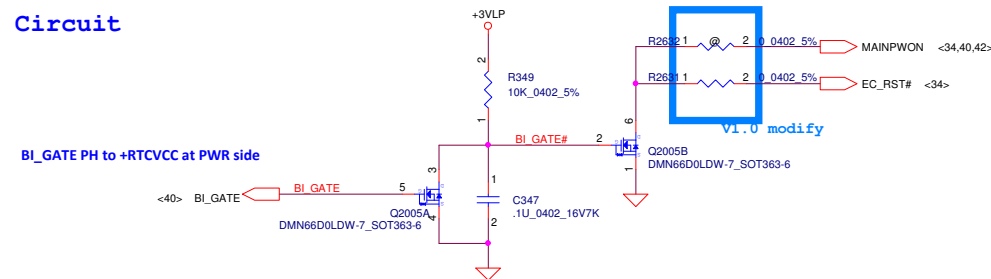 Circuit
+3VLP
R2632 1 @ 2 0_0402_5%
MAINPWON <34,40,42>
R2631 1 2 0_0402_5%
EC_RST# <34>
2
R349
10K_0402_5%
1
V1.0 modify
6
BI_GATE# 2
Q2005B
DMN66D0LDW-7_SOT363-6
1
BI_GATE PH to +RTCVCC at PWR side
3
<40> BI_GATE
BI_GATE 5
1
C347
.1U_0402_16V7K
2
Q2005A
4
DMN66D0LDW-7_SOT363-6